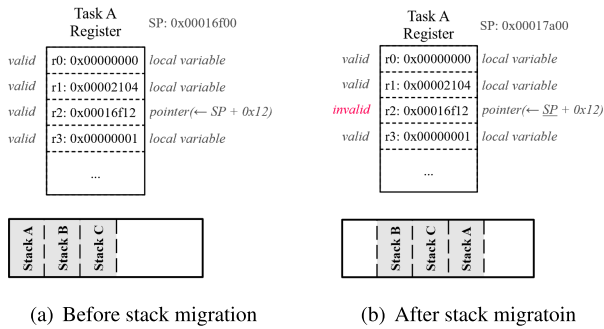 Task A
Register
SP: 0x00016f00
valid r0: 0x00000000 local variable
valid r1: 0x00002104 local variable
valid r2: 0x00016f12 pointer(← SP + 0x12)
valid r3: 0x00000001 local variable
...
Stack A
Stack B
Stack C
(a) Before stack migration
Task A
Register
SP: 0x00017a00
valid r0: 0x00000000 local variable
valid r1: 0x00002104 local variable
invalid r2: 0x00016f12 pointer(← SP + 0x12)
valid r3: 0x00000001 local variable
...
Stack B
Stack C
Stack A
(b) After stack migratoin